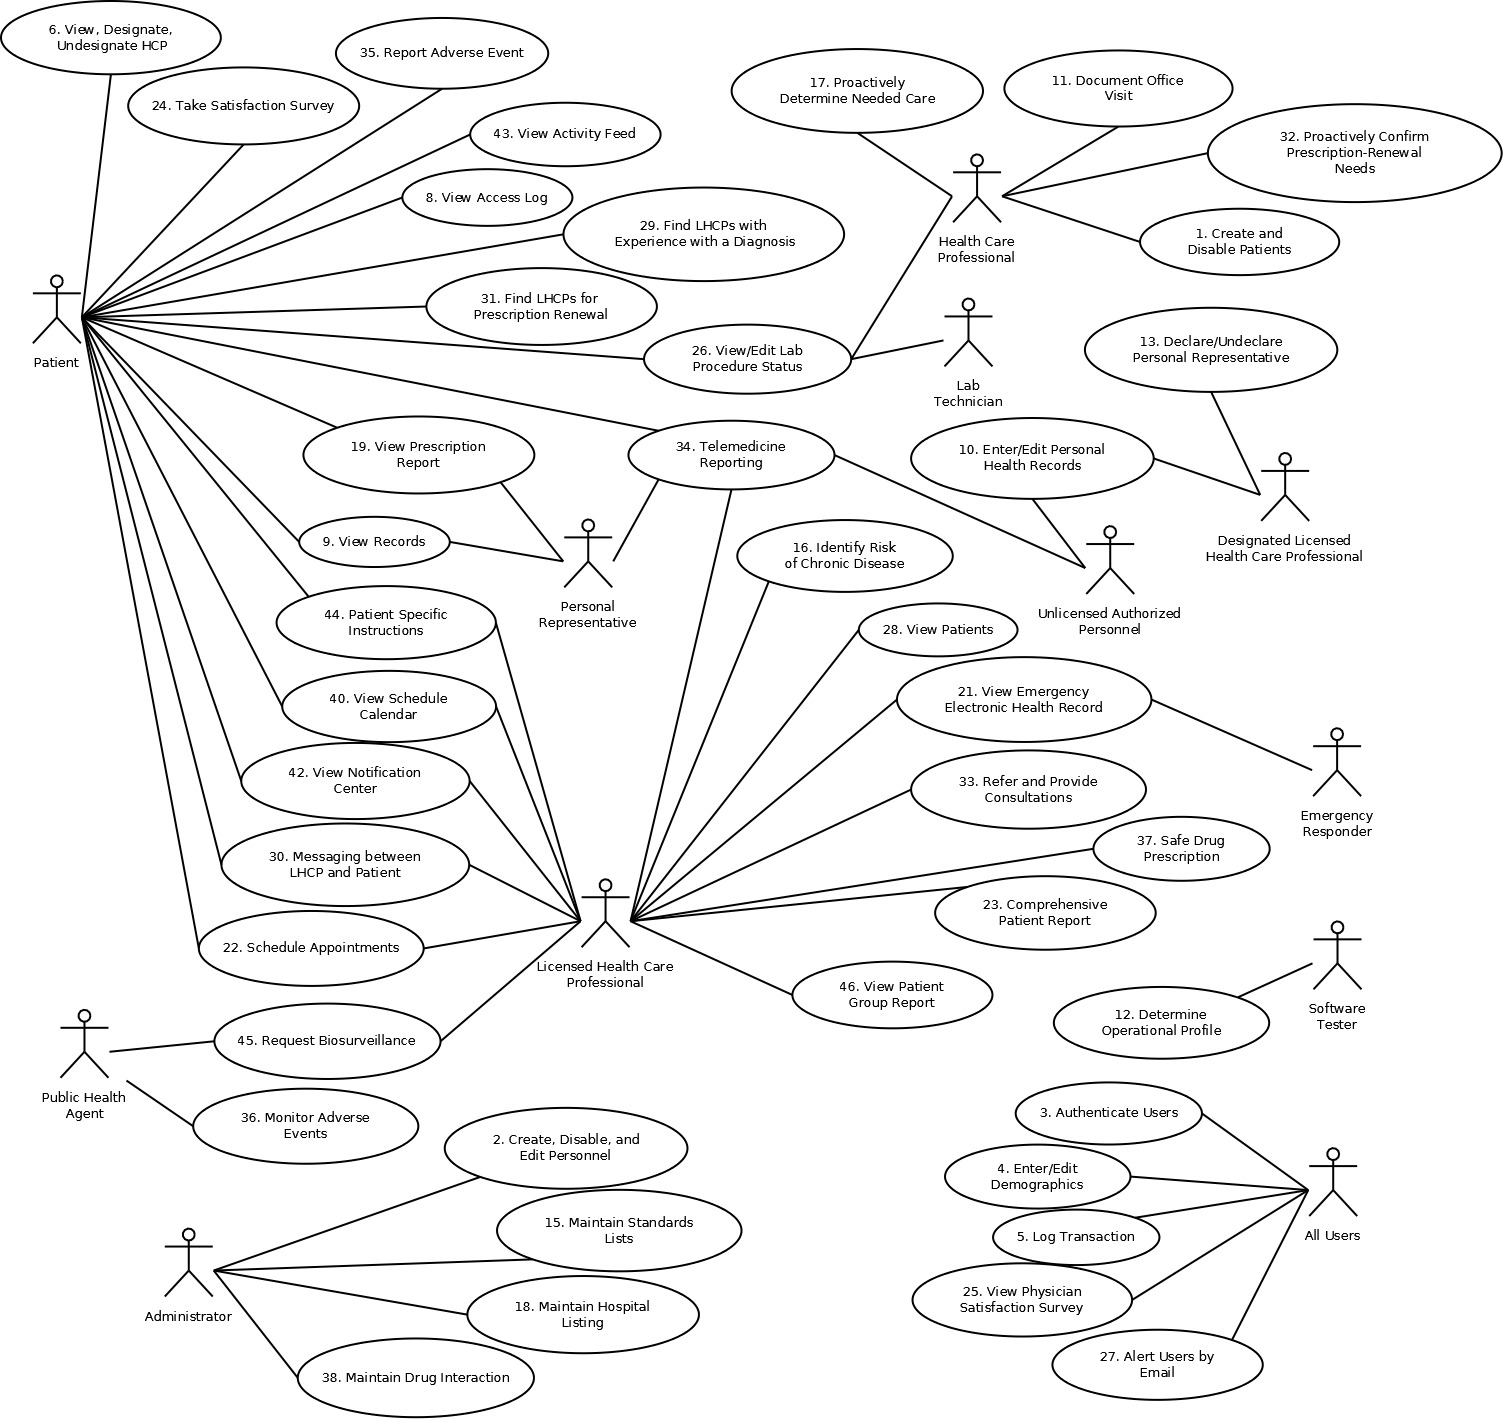 6. View, Designate,
Undesignate HCP
35. Report Adverse Event
24. Take Satisfaction Survey
17. Proactively
Determine Needed Care
11. Document Office
Visit
43. View Activity Feed
32. Proactively Confirm
Prescription-Renewal
Needs
8. View Access Log
29. Find LHCPs with
Experience with a Diagnosis
Health Care
Professional
1. Create and
Disable Patients
31. Find LHCPs for
Prescription Renewal
Patient
26. View/Edit Lab
Procedure Status
Lab
Technician
13. Declare/Undeclare
Personal Representative
19. View Prescription
Report
34. Telemedicine
Reporting
10. Enter/Edit Personal
Health Records
Designated Licensed
Health Care Professional
9. View Records
16. Identify Risk
of Chronic Disease
Personal
Representative
Unlicensed Authorized
Personnel
44. Patient Specific
Instructions
28. View Patients
40. View Schedule
Calendar
21. View Emergency
Electronic Health Record
42. View Notification
Center
33. Refer and Provide
Consultations
Emergency
Responder
30. Messaging between
LHCP and Patient
37. Safe Drug
Prescription
23. Comprehensive
Patient Report
22. Schedule Appointments
Licensed Health Care
Professional
46. View Patient
Group Report
12. Determine
Operational Profile
Software
Tester
45. Request Biosurveillance
Public Health
Agent
36. Monitor Adverse
Events
3. Authenticate Users
2. Create, Disable, and
Edit Personnel
4. Enter/Edit
Demographics
15. Maintain Standards
Lists
5. Log Transaction
All Users
25. View Physician
Satisfaction Survey
18. Maintain Hospital
Listing
Administrator
27. Alert Users by
Email
38. Maintain Drug Interaction